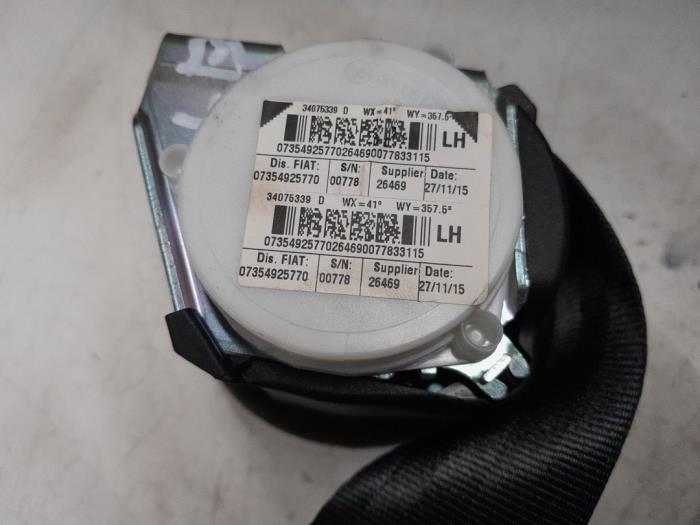 34075339 D WX=41° WY=357.5°
LH
07354925770264690077833115
Dis. FIAT: S/N: Supplier Date:
07354925770 00778 26469 27/11/15
34075339 D WX=41° WY=357.5°
LH
07354925770264690077833115
Dis. FIAT: S/N: Supplier Date:
07354925770 00778 26469 27/11/15